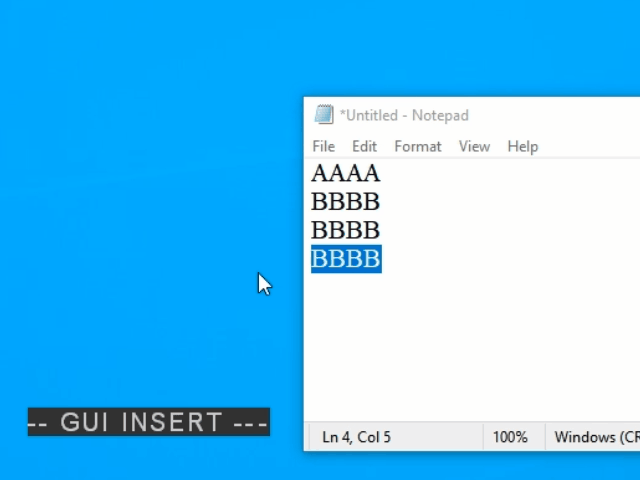 *Untitled - Notepad
File Edit Format View Help
AAAA
BBBB
BBBB
BBBB
-- GUI INSERT ---
Ln 4, Col 5 100% Windows (CR